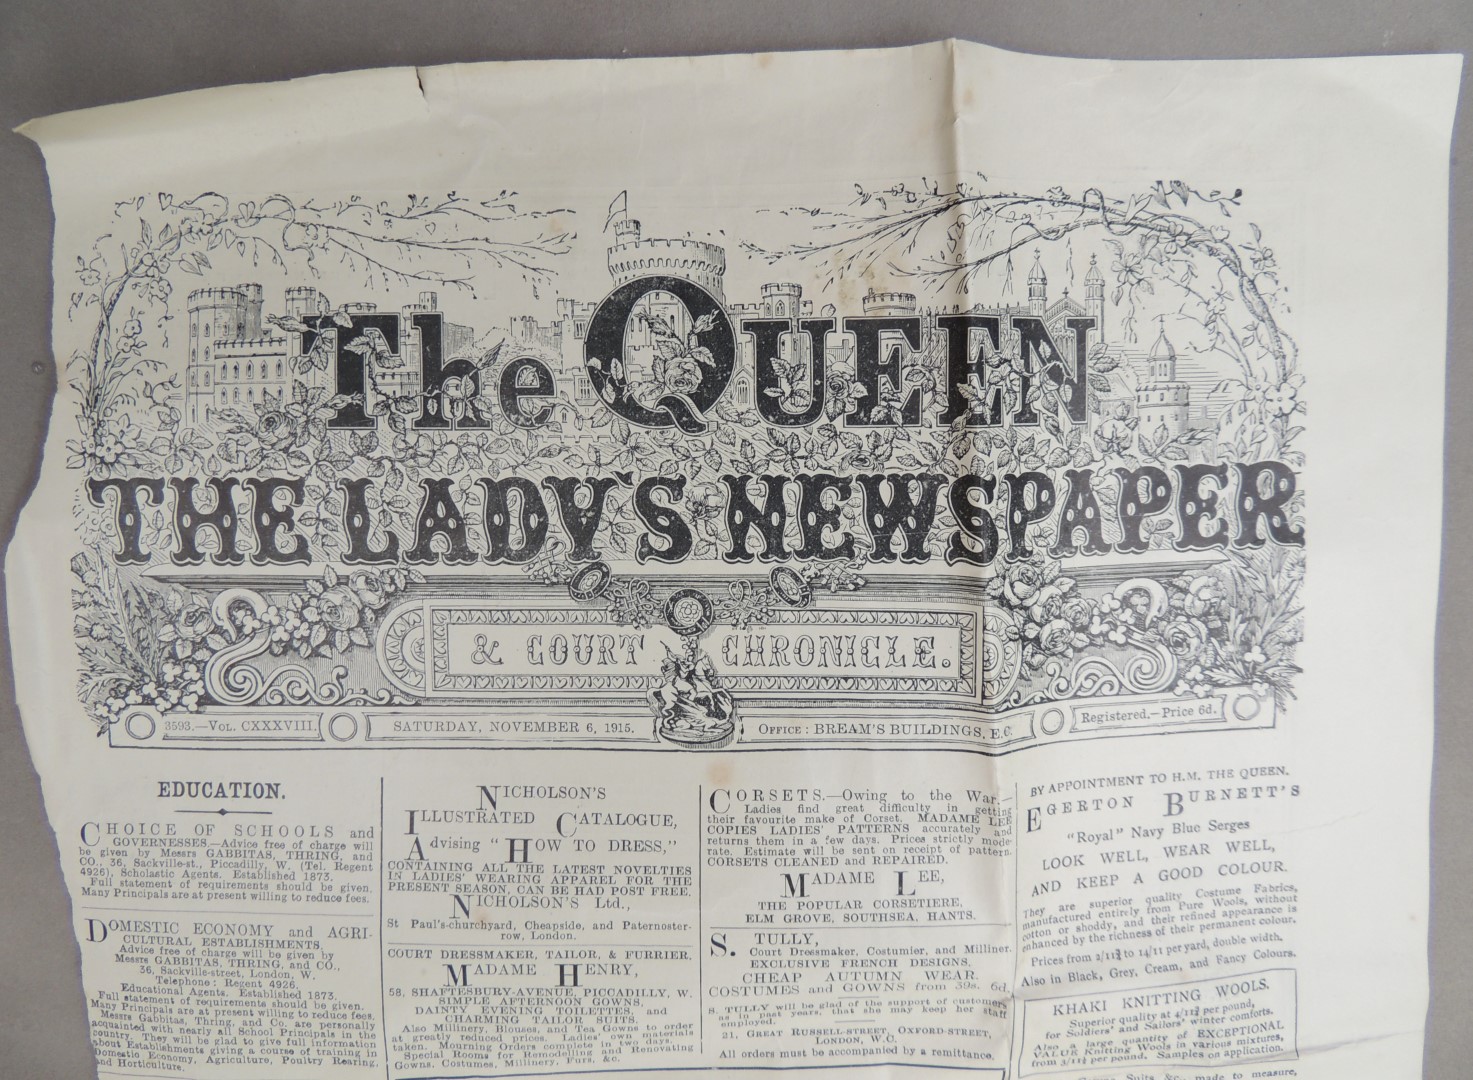 The QUEEN
THE LADY'S NEWSPAPER
& COURT CHRONICLE.
3593.—VOL. CXXXVIII.
SATURDAY, NOVEMBER 6, 1915.
OFFICE: BREAM'S BUILDINGS, E.C.
Registered.—Price 6d.
EDUCATION.
CHOICE OF SCHOOLS and
GOVERNESSES.—Advice free of charge will
be given by Messrs GABBITAS, THRING, and
CO., 36, Sackville-st., Piccadilly, W. (Tel. Regent
4926), Scholastic Agents. Established 1873.
Full statement of requirements should be given.
Many Principals are at present willing to reduce fees.
DOMESTIC ECONOMY and AGRI-
CULTURAL ESTABLISHMENTS.
Advice free of charge will be given by
Messrs GABBITAS, THRING, and CO.,
36, Sackville-street, London, W.
Telephone: Regent 4926.
Educational Agents. Established 1873.
Full statement of requirements should be given.
Many Principals are at present willing to reduce fees.
Messrs Gabbitas, Thring, and Co. are personally
acquainted with nearly all School Principals in the
country. They will be glad to give full information
about Establishments giving a course of training in
Domestic Economy, Agriculture, Poultry Rearing,
and Horticulture.
NICHOLSON'S
ILLUSTRATED CATALOGUE,
Advising "HOW TO DRESS,"
CONTAINING ALL THE LATEST NOVELTIES
IN LADIES' WEARING APPAREL FOR THE
PRESENT SEASON, CAN BE HAD POST FREE.
NICHOLSON'S Ltd.,
St Paul's-churchyard, Cheapside, and Paternoster-
row, London.
COURT DRESSMAKER, TAILOR, & FURRIER.
MADAME HENRY,
58, SHAFTESBURY-AVENUE, PICCADILLY, W.
SIMPLE AFTERNOON GOWNS,
DAINTY EVENING TOILETTES, and
CHARMING TAILOR SUITS.
Also Millinery, Blouses, and Tea Gowns to order
at greatly reduced prices. Ladies' own materials
taken. Mourning Orders complete in two days.
Special Rooms for Remodelling and Renovating
Gowns, Costumes, Millinery, Furs, &c.
CORSETS.—Owing to the War.—
Ladies find great difficulty in getting
their favourite make of Corset. MADAME LEE
COPIES LADIES' PATTERNS accurately and
returns them in a few days. Prices strictly mode-
rate. Estimate will be sent on receipt of pattern.
CORSETS CLEANED and REPAIRED.
MADAME LEE,
THE POPULAR CORSETIERE,
ELM GROVE, SOUTHSEA, HANTS.
S. TULLY,
Court Dressmaker, Costumier, and Milliner.
EXCLUSIVE FRENCH DESIGNS.
CHEAP AUTUMN WEAR.
COSTUMES and GOWNS from 39s. 6d.
S. TULLY will be glad of the support of customers
as in past years, that she may keep her staff
employed.
21, GREAT RUSSELL-STREET, OXFORD-STREET,
LONDON, W.C.
All orders must be accompanied by a remittance.
BY APPOINTMENT TO H.M. THE QUEEN.
EGERTON BURNETT'S
"Royal" Navy Blue Serges
LOOK WELL, WEAR WELL,
AND KEEP A GOOD COLOUR.
They are superior quality Costume Fabrics,
manufactured entirely from Pure Wools, without
cotton or shoddy, and their refined appearance is
enhanced by the richness of their permanent colour.
Prices from 2/11½ to 14/11 per yard, double width.
Also in Black, Grey, Cream, and Fancy Colours.
KHAKI KNITTING WOOLS.
Superior quality at 4/11½ per pound,
for Soldiers' and Sailors' winter comforts.
Also a large quantity of EXCEPTIONAL
VALUE Knitting Wools in various mixtures,
from 3/11½ per pound. Samples on application.
Suits &c., made to measure,